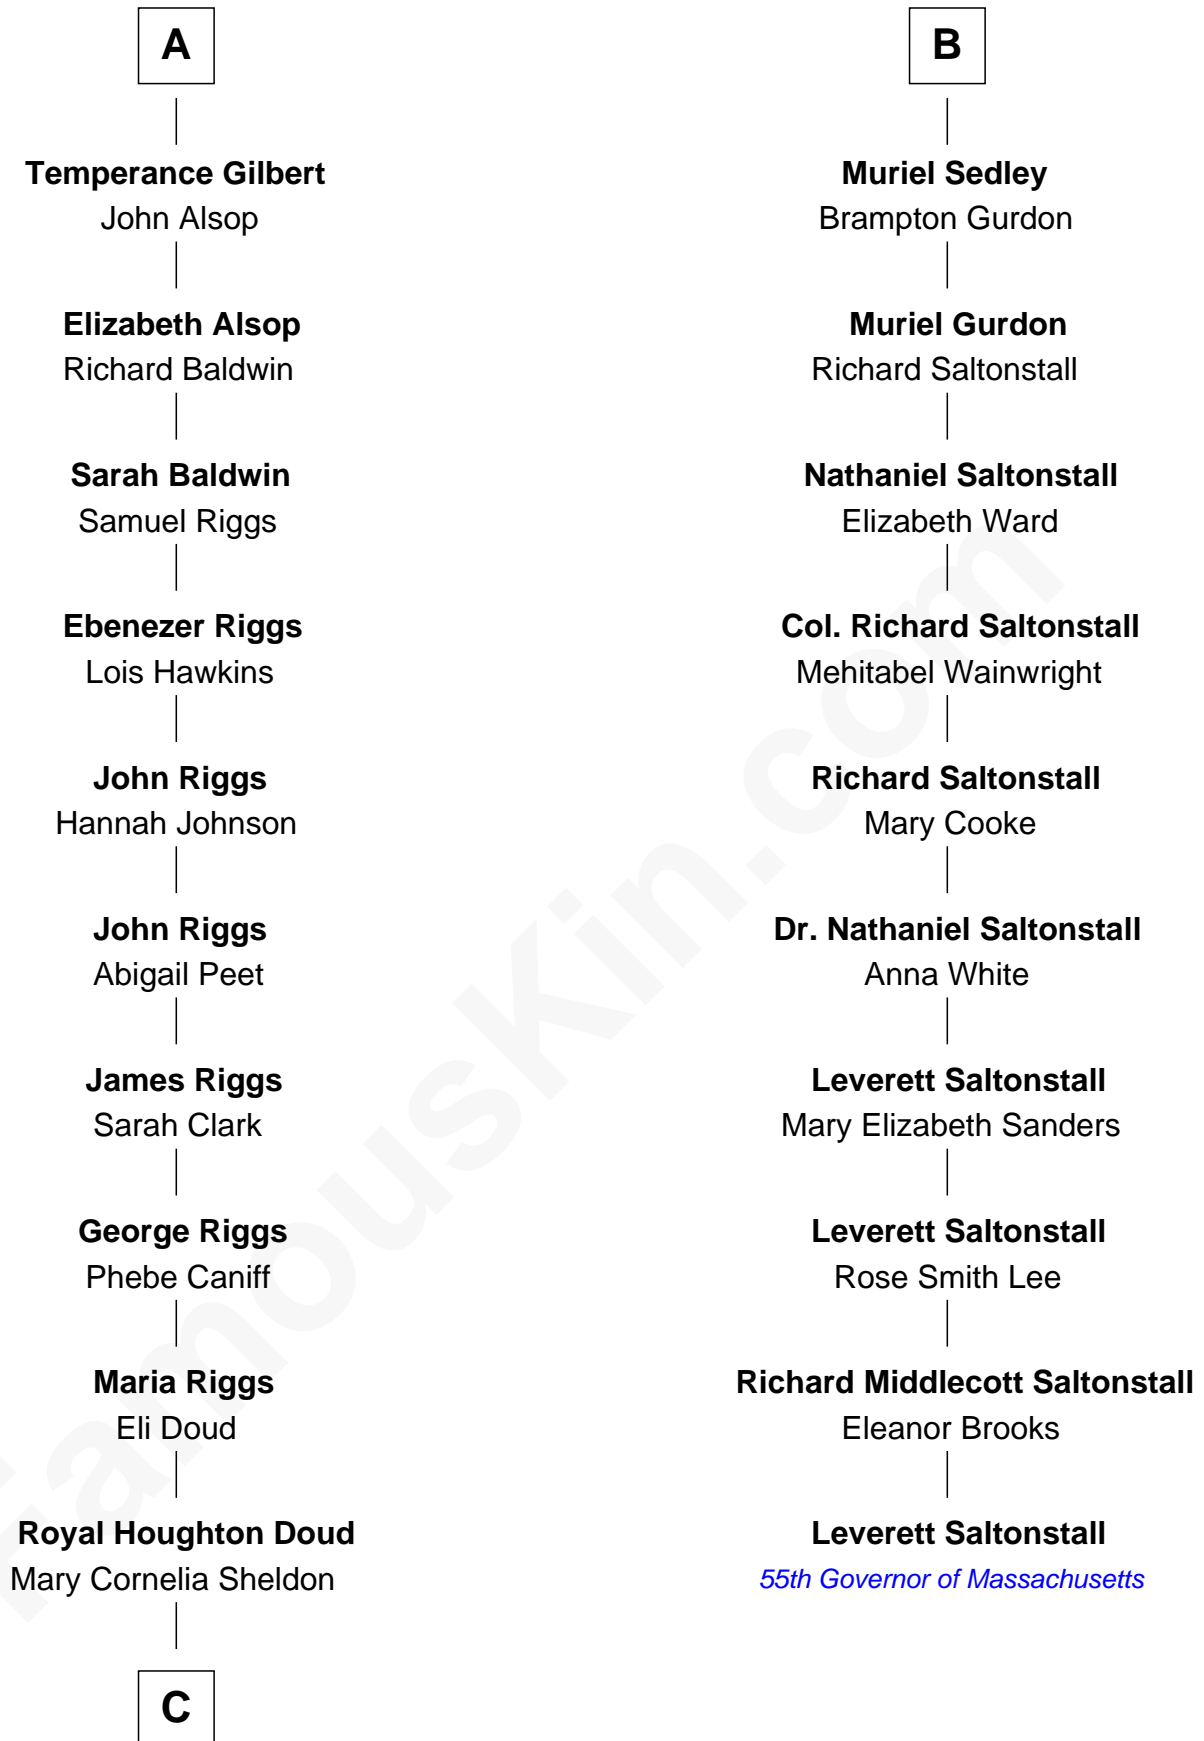 A
Temperance Gilbert
John Alsop
Elizabeth Alsop
Richard Baldwin
Sarah Baldwin
Samuel Riggs
Ebenezer Riggs
Lois Hawkins
John Riggs
Hannah Johnson
John Riggs
Abigail Peet
James Riggs
Sarah Clark
George Riggs
Phebe Caniff
Maria Riggs
Eli Doud
Royal Houghton Doud
Mary Cornelia Sheldon
C
B
Muriel Sedley
Brampton Gurdon
Muriel Gurdon
Richard Saltonstall
Nathaniel Saltonstall
Elizabeth Ward
Col. Richard Saltonstall
Mehitabel Wainwright
Richard Saltonstall
Mary Cooke
Dr. Nathaniel Saltonstall
Anna White
Leverett Saltonstall
Mary Elizabeth Sanders
Leverett Saltonstall
Rose Smith Lee
Richard Middlecott Saltonstall
Eleanor Brooks
Leverett Saltonstall
55th Governor of Massachusetts
FamousKin.com